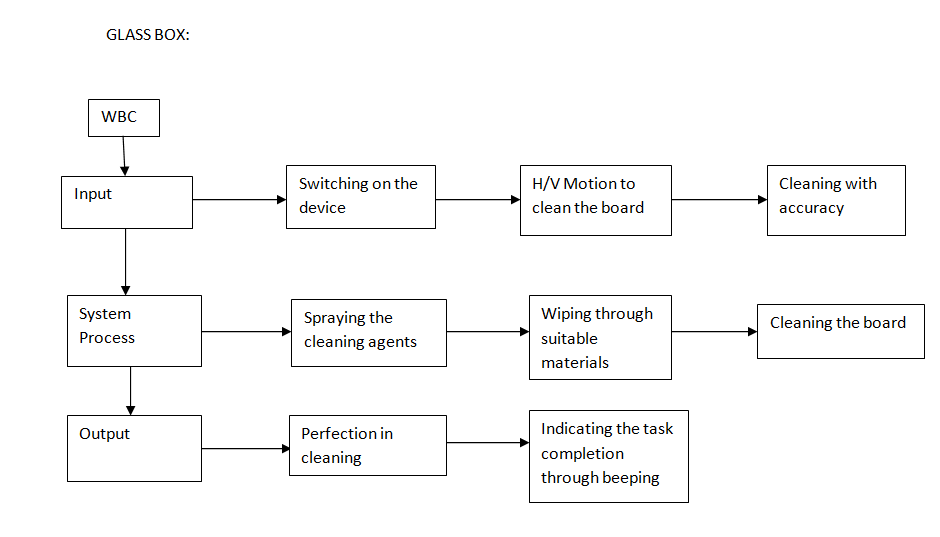 GLASS BOX:
WBC
Input
Switching on the
device
H/V Motion to
clean the board
Cleaning with
accuracy
System
Process
Spraying the
cleaning agents
Wiping through
suitable
materials
Cleaning the board
Output
Perfection in
cleaning
Indicating the task
completion
through beeping